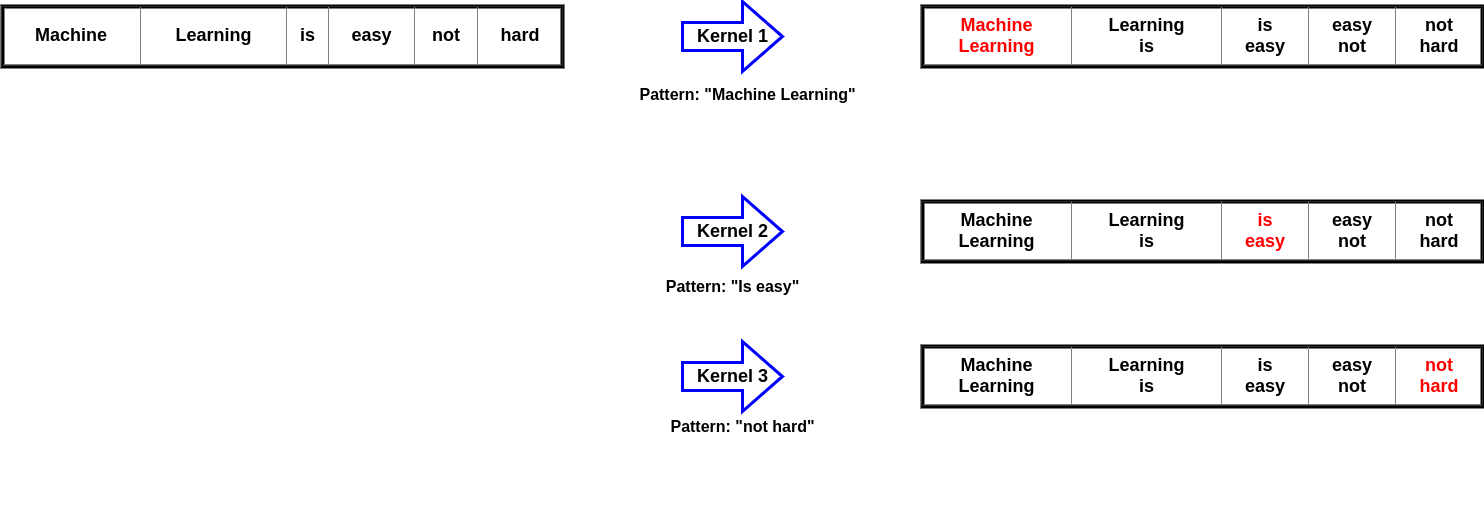 Machine Learning is easy not hard
Kernel 1
Pattern: "Machine Learning"
Machine Learning is easy not
Learning is easy not hard
Kernel 2
Pattern: "Is easy"
Machine Learning is easy not
Learning is easy not hard
Kernel 3
Pattern: "not hard"
Machine Learning is easy not
Learning is easy not hard